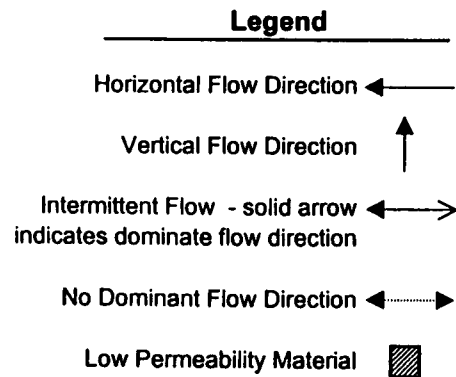 Legend
Horizontal Flow Direction
Vertical Flow Direction
Intermittent Flow - solid arrow
indicates dominate flow direction
No Dominant Flow Direction
Low Permeability Material